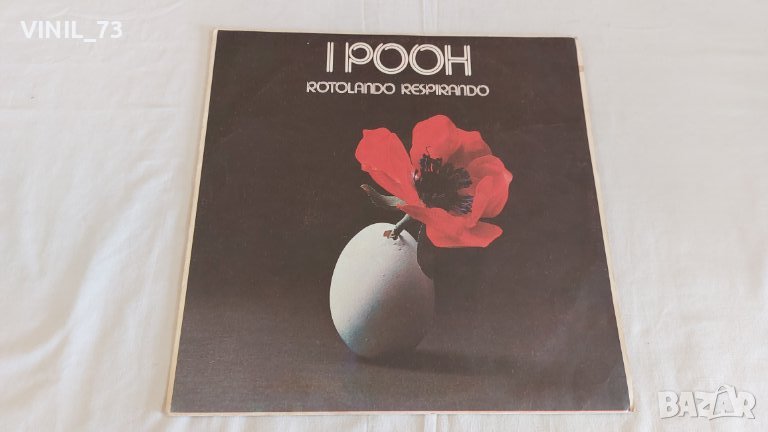 VINIL_73
I POOH
ROTOLANDO RESPIRANDO
BAZAR